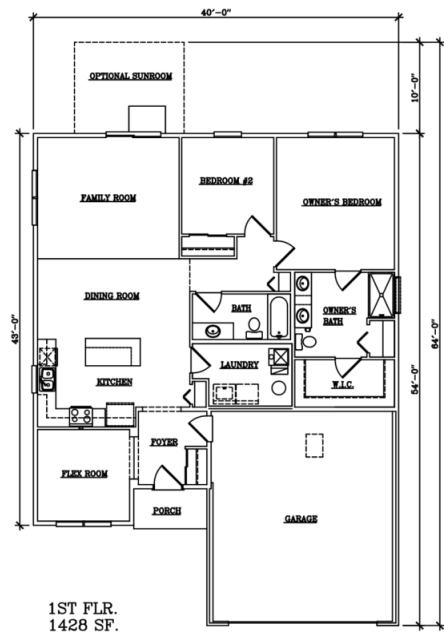 40'-0"
OPTIONAL SUNROOM
10'-0"
FAMILY ROOM
BEDROOM #2
OWNER'S BEDROOM
DINING ROOM
BATH
OWNER'S
BATH
43'-0"
64'-0"
54'-0"
LAUNDRY
KITCHEN
W.I.C.
FOYER
FLEX ROOM
PORCH
GARAGE
1ST FLR.
1428 SF.